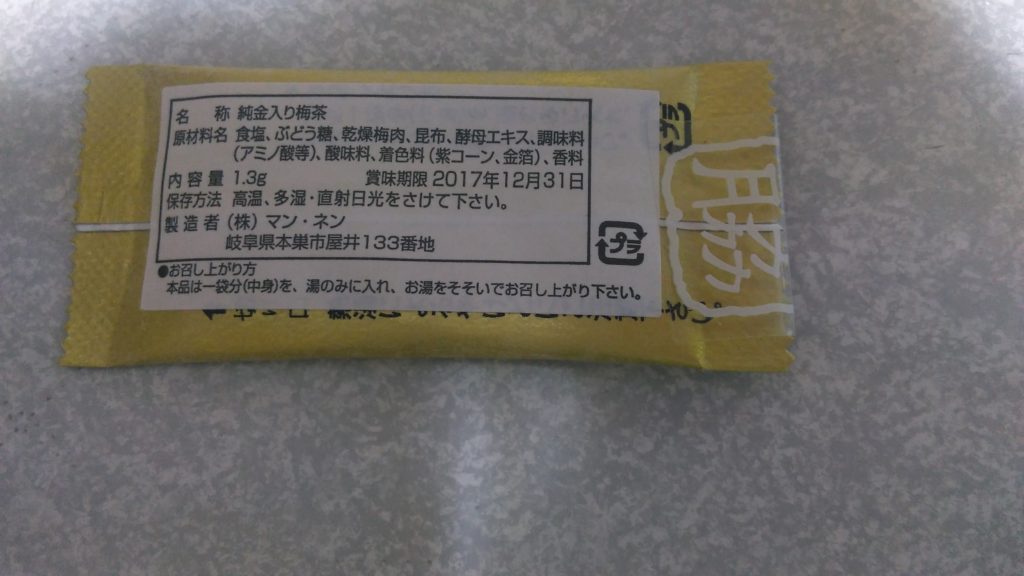 名称 純金入り梅茶
原材料名 食塩、ぶどう糖、乾燥梅肉、昆布、酵母エキス、調味料
(アミノ酸等)、酸味料、着色料(紫コーン、金箔)、香料
内容量 1.3g 賞味期限 2017年12月31日
保存方法 高温、多湿・直射日光をさけて下さい。
製造者 (株)マン・ネン
岐阜県本巣市屋井133番地
プラ
●お召し上がり方
本品は一袋分(中身)を、湯のみに入れ、お湯をそそいでお召し上がり下さい。
プラ